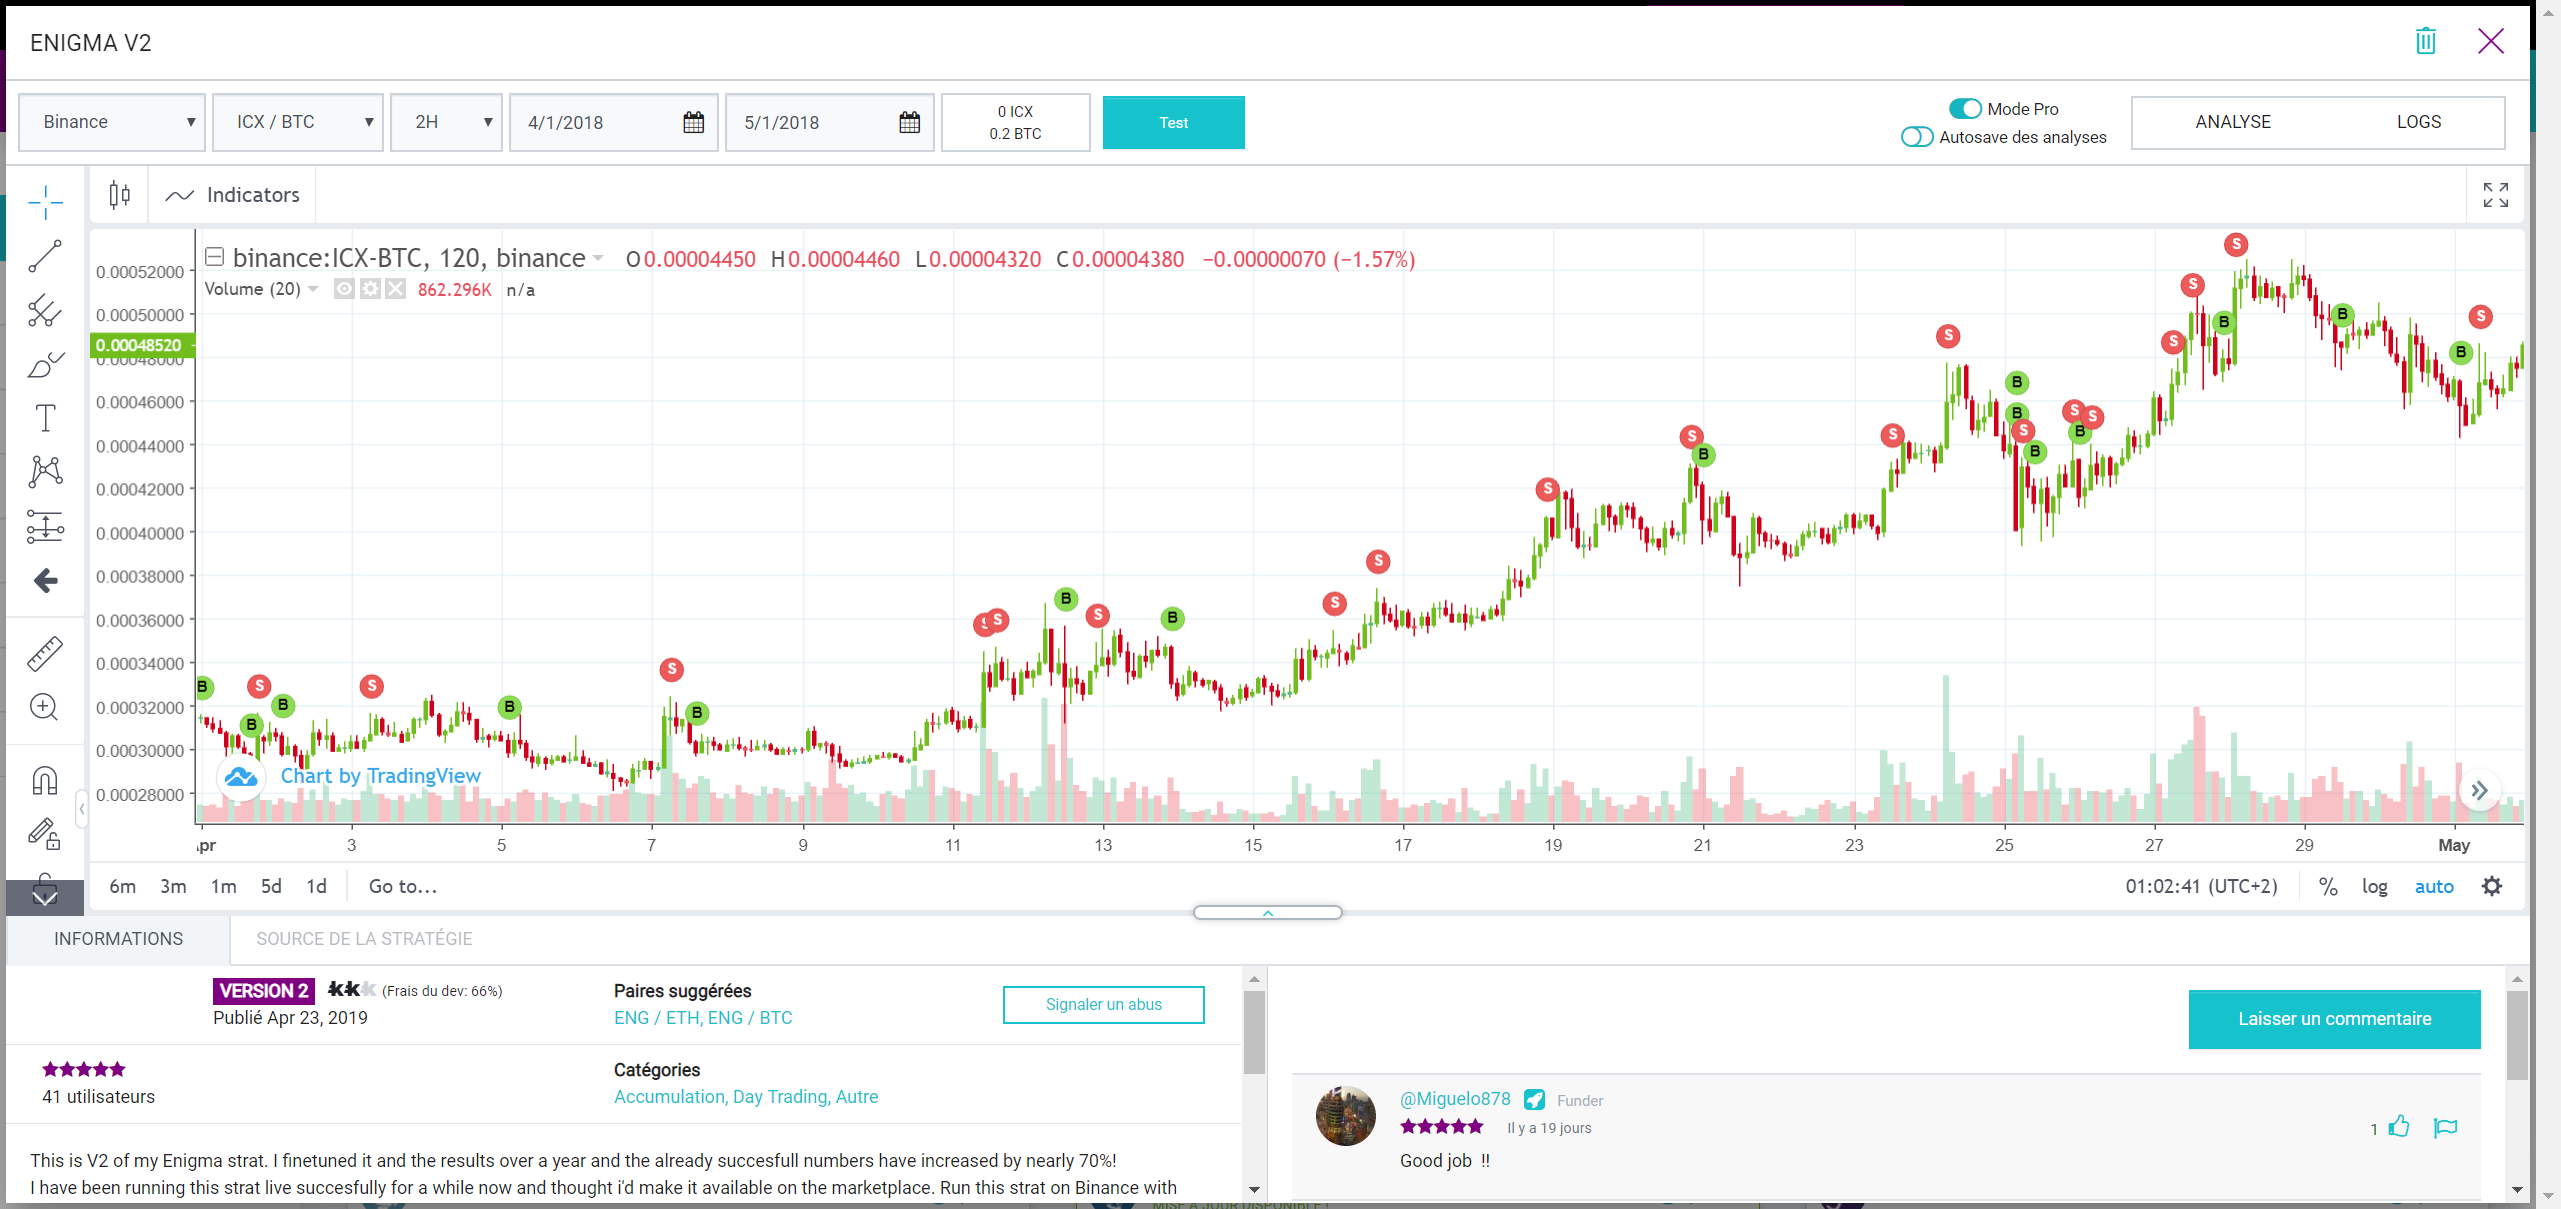 ENIGMA V2
Binance ICX / BTC 2H 4/1/2018 5/1/2018 0 ICX
0.2 BTC
Test
Mode Pro
Autosave des analyses
ANALYSE LOGS
Indicators
binance:ICX-BTC, 120, binance O0.00004450 H0.00004460 L0.00004320 C0.00004380 −0.00000070 (−1.57%)
Volume (20) 862.296K n/a
0.00052000
0.00050000
0.00048520
0.00048000
0.00046000
0.00044000
0.00042000
0.00040000
0.00038000
0.00036000
0.00034000
0.00032000
0.00030000
0.00028000
B B S B S B S B S S B S B S S S S B S S B B S B S B S S S B S B B S
Chart by TradingView
Apr 3 5 7 9 11 13 15 17 19 21 23 25 27 29 May
6m 3m 1m 5d 1d Go to... 01:02:41 (UTC+2) % log auto
INFORMATIONS SOURCE DE LA STRATÉGIE
VERSION 2 (Frais du dev: 66%)
Publié Apr 23, 2019
Paires suggérées
ENG / ETH, ENG / BTC
Signaler un abus
41 utilisateurs
Catégories
Accumulation, Day Trading, Autre
This is V2 of my Enigma strat. I finetuned it and the results over a year and the already succesfull numbers have increased by nearly 70%!
I have been running this strat live succesfully for a while now and thought i'd make it available on the marketplace. Run this strat on Binance with
Laisser un commentaire
@Miguelo878 Funder
Il y a 19 jours
1
Good job !!